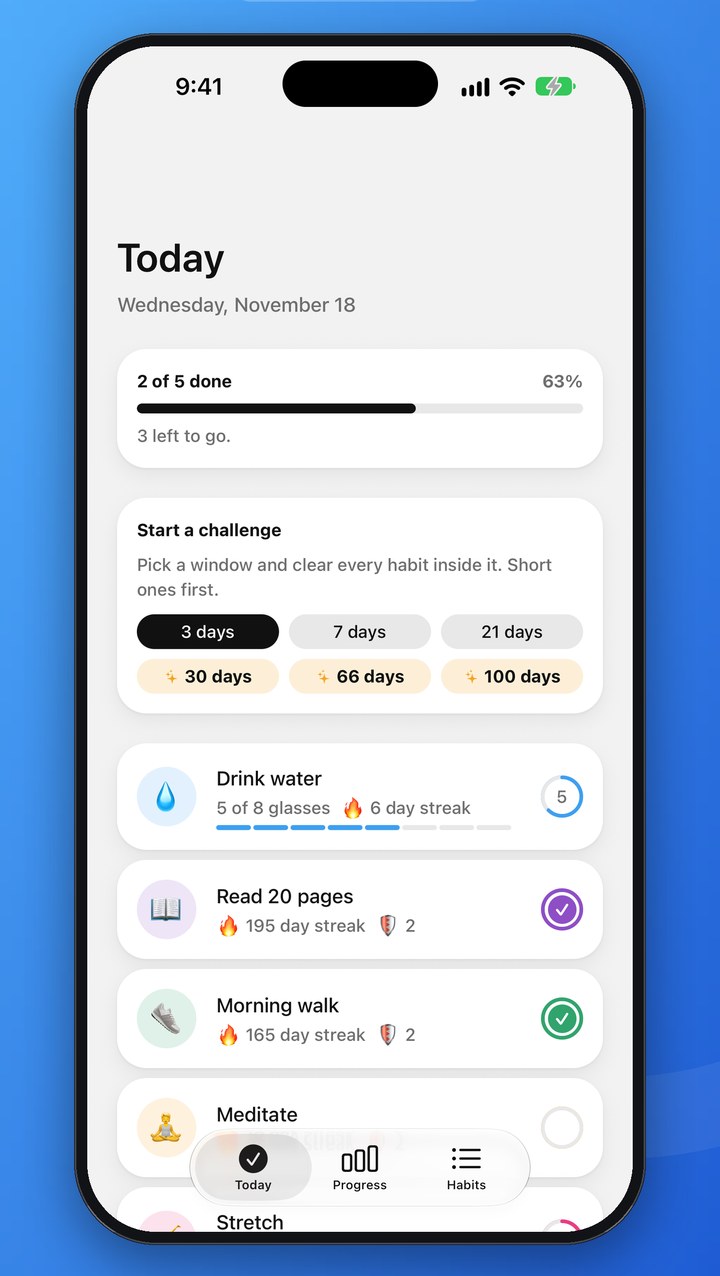 9:41
Today
Wednesday, November 18
2 of 5 done 63%
3 left to go.
Start a challenge
Pick a window and clear every habit inside it. Short
ones first.
3 days 7 days 21 days
30 days 66 days 100 days
Drink water
5 of 8 glasses 6 day streak 5
Read 20 pages
195 day streak 2
Morning walk
165 day streak 2
Meditate
Today Progress Habits
Stretch